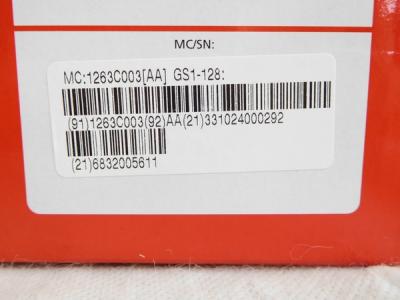 MC/SN:
MC:1263C003[AA] GS1-128:
(91)1263C003(92)AA(21)331024000292
(21)6832005611